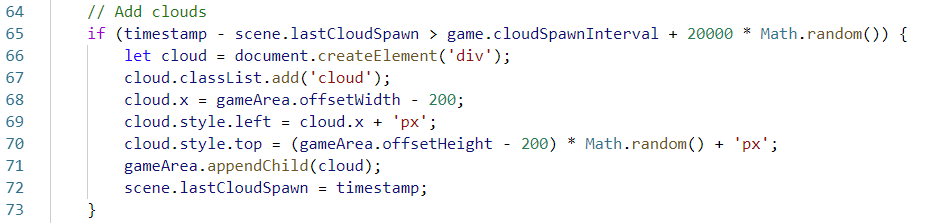 64 // Add clouds
65 if (timestamp - scene.lastCloudSpawn > game.cloudSpawnInterval + 20000 * Math.random()) {
66 let cloud = document.createElement('div');
67 cloud.classList.add('cloud');
68 cloud.x = gameArea.offsetWidth - 200;
69 cloud.style.left = cloud.x + 'px';
70 cloud.style.top = (gameArea.offsetHeight - 200) * Math.random() + 'px';
71 gameArea.appendChild(cloud);
72 scene.lastCloudSpawn = timestamp;
73 }